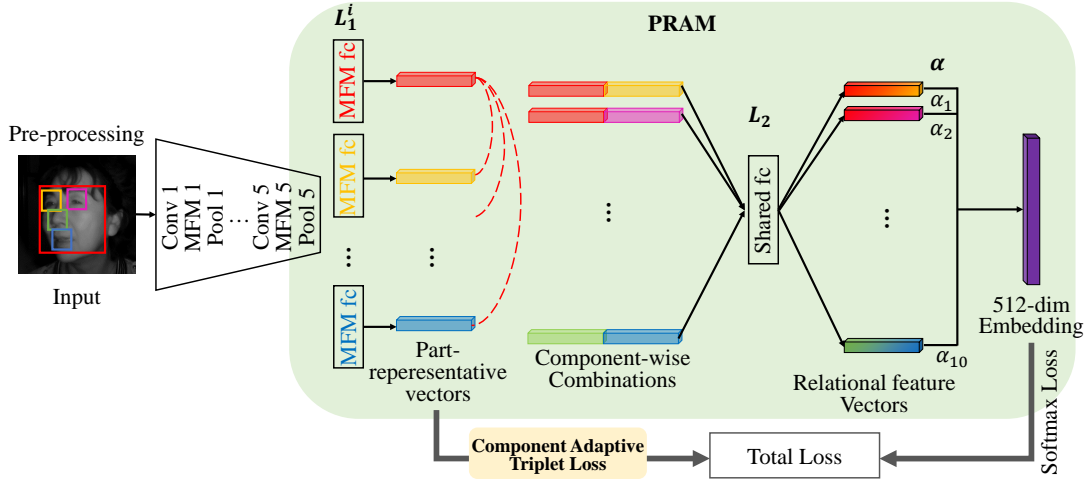 PRAM
L₁ⁱ
MFM fc
MFM fc
MFM fc
Pre-processing
Input
Conv 1
MFM 1
Pool 1
...
Conv 5
MFM 5
Pool 5
Part-
reperesentative
vectors
Component-wise
Combinations
L₂
Shared fc
α
α₁
α₂
α₁₀
Relational feature
Vectors
512-dim
Embedding
Softmax Loss
Component Adaptive
Triplet Loss
Total Loss